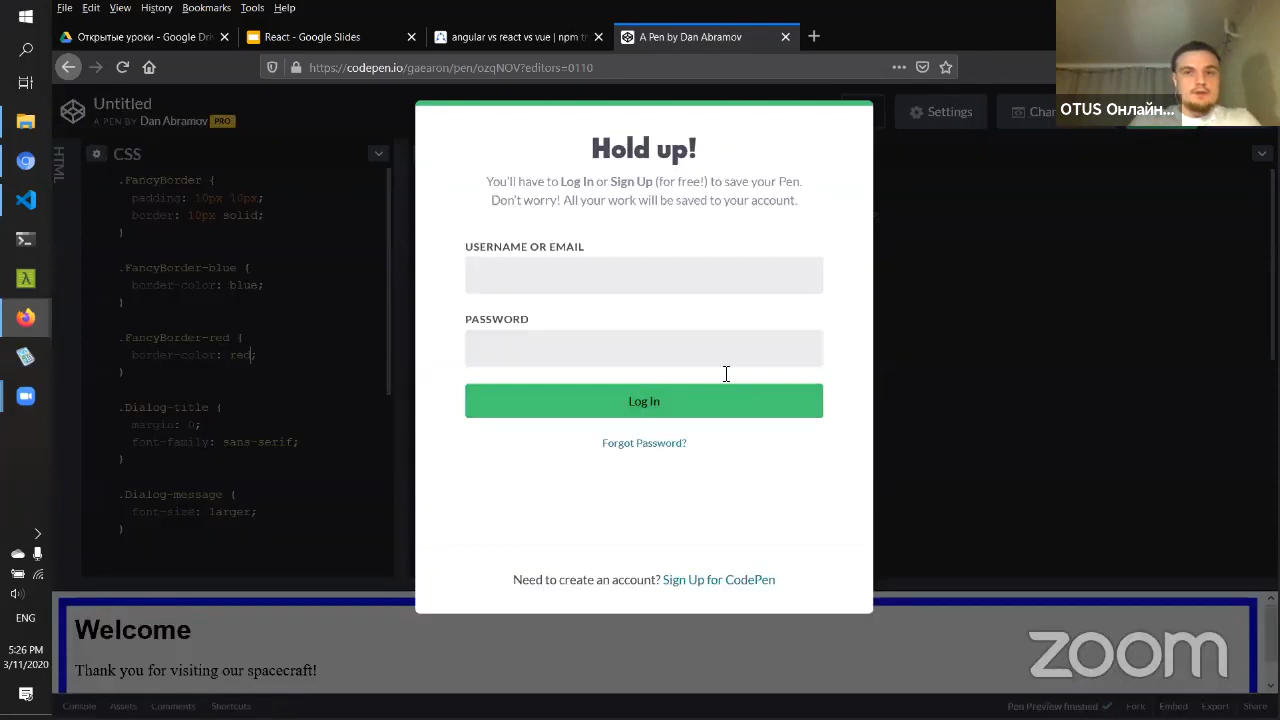 File Edit View History Bookmarks Tools Help
Открытые уроки - Google Dri
React - Google Slides
angular vs react vs vue | npm tr
A Pen by Dan Abramov
https://codepen.io/gaearon/pen/ozqNOV?editors=0110
OTUS Онлайн...
Untitled
A PEN BY Dan Abramov PRO
Settings
Chan
HTML
CSS
.FancyBorder {
padding: 10px 10px;
border: 10px solid;
}
.FancyBorder-blue {
border-color: blue;
}
.FancyBorder-red {
border-color: red;
}
.Dialog-title {
margin: 0;
font-family: sans-serif;
}
.Dialog-message {
font-size: larger;
}
Hold up!
You'll have to Log In or Sign Up (for free!) to save your Pen.
Don't worry! All your work will be saved to your account.
USERNAME OR EMAIL
PASSWORD
Log In
Forgot Password?
Need to create an account? Sign Up for CodePen
Welcome
Thank you for visiting our spacecraft!
zoom
ENG
5:26 PM
3/11/2020
Console Assets Comments Shortcuts
Pen Preview finished Fork Embed Export Share